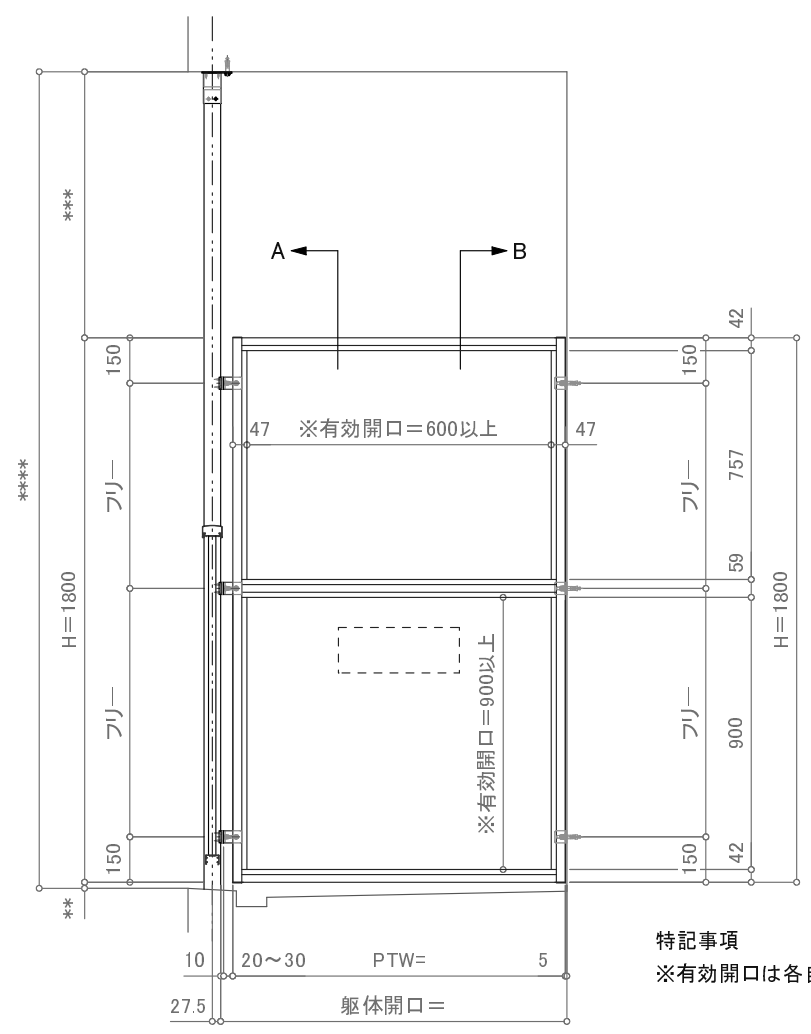 ***
****
**
H=1800
150
フリー
フリー
150
A
B
47
※有効開口=600以上
47
※有効開口=900以上
150
フリー
フリー
150
42
757
59
900
42
H=1800
10
20〜30
PTW=
5
27.5
躯体開口=
特記事項
※有効開口は各